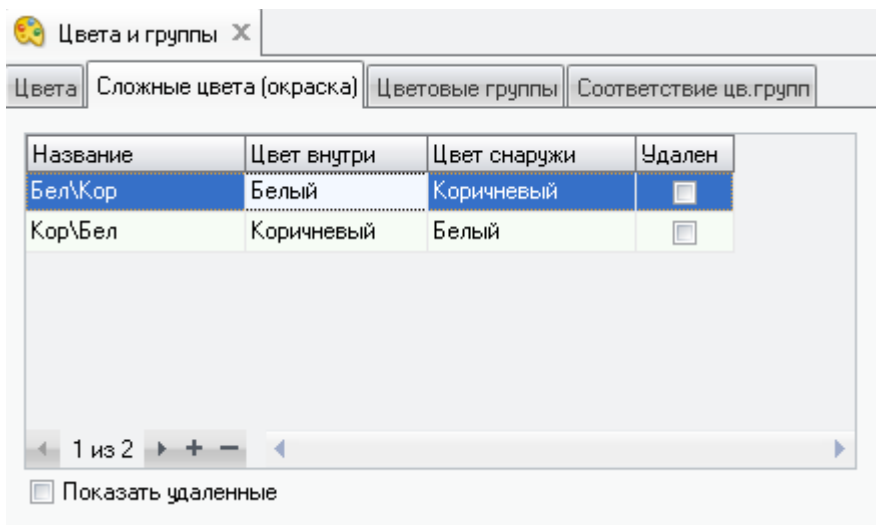 Цвета и группы
Цвета Сложные цвета (окраска) Цветовые группы Соответствие цв.групп
Название Цвет внутри Цвет снаружи Удален
Бел\Кор Белый Коричневый
Кор\Бел Коричневый Белый
1 из 2
Показать удаленные